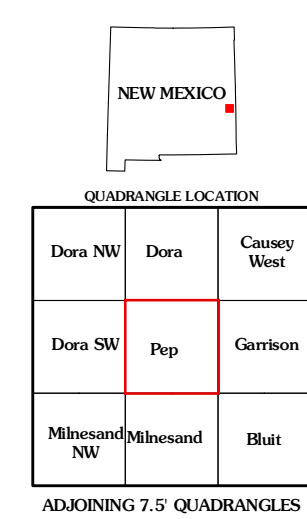 NEW MEXICO
QUADRANGLE LOCATION
Dora NW
Dora
Causey
West
Dora SW
Pep
Garrison
Milnesand
NW
Milnesand
Bluit
ADJOINING 7.5' QUADRANGLES